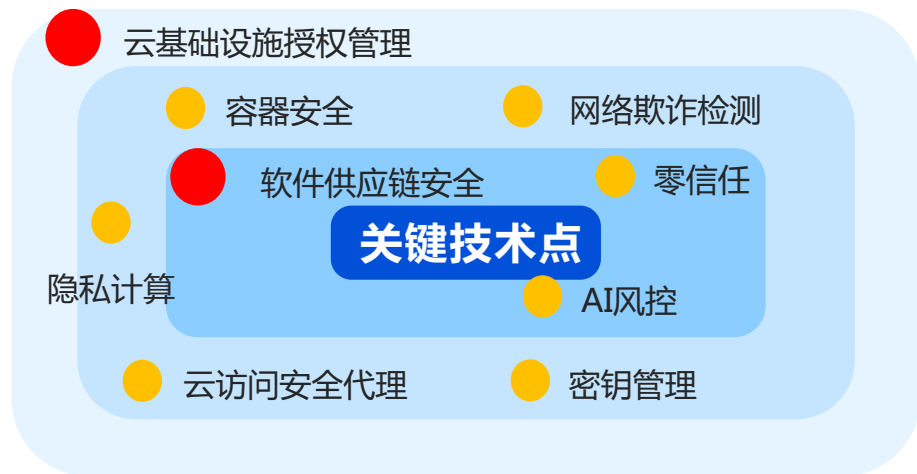 云基础设施授权管理
容器安全
网络欺诈检测
软件供应链安全
零信任
关键技术点
隐私计算
AI风控
云访问安全代理
密钥管理